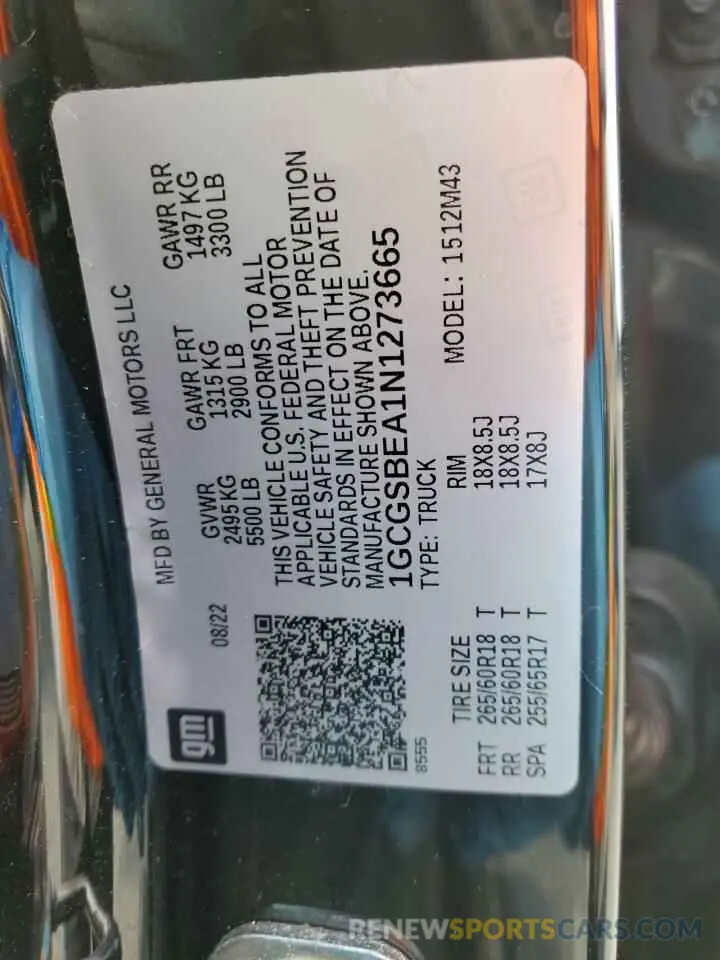 gm
MFD BY GENERAL MOTORS LLC
08/22
GVWR GAWR FRT GAWR RR
2495KG 1315 KG 1497 KG
5500 LB 2900 LB 3300 LB
THIS VEHICLE CONFORMS TO ALL
APPLICABLE U.S. FEDERAL MOTOR
VEHICLE SAFETY AND THEFT PREVENTION
STANDARDS IN EFFECT ON THE DATE OF
MANUFACTURE SHOWN ABOVE.
1GCGSBEA1N1273665
8555
TYPE: TRUCK
MODEL: 1512M43
TIRE SIZE RIM
FRT 265/60R18 T 18X8.5J
RR 265/60R18 T 18X8.5J
SPA 255/65R17 T 17X8J
RENEWSPORTSCARS.COM